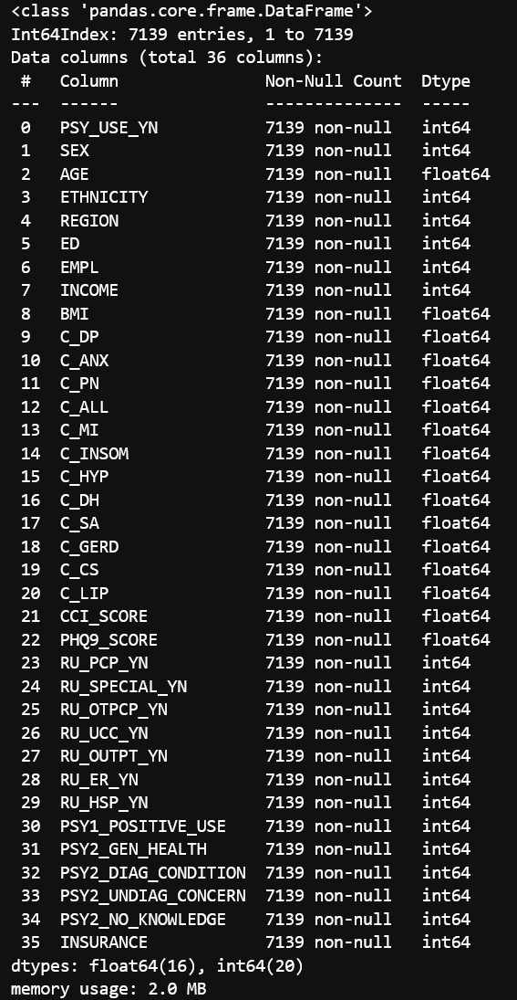 <class 'pandas.core.frame.DataFrame'>
Int64Index: 7139 entries, 1 to 7139
Data columns (total 36 columns):
 #   Column              Non-Null Count  Dtype
---  ------              --------------  -----
 0   PSY_USE_YN          7139 non-null   int64
 1   SEX                 7139 non-null   int64
 2   AGE                 7139 non-null   float64
 3   ETHNICITY           7139 non-null   int64
 4   REGION              7139 non-null   int64
 5   ED                  7139 non-null   int64
 6   EMPL                7139 non-null   int64
 7   INCOME              7139 non-null   int64
 8   BMI                 7139 non-null   float64
 9   C_DP                7139 non-null   float64
 10  C_ANX               7139 non-null   float64
 11  C_PN                7139 non-null   float64
 12  C_ALL               7139 non-null   float64
 13  C_MI                7139 non-null   float64
 14  C_INSOM             7139 non-null   float64
 15  C_HYP               7139 non-null   float64
 16  C_DH                7139 non-null   float64
 17  C_SA                7139 non-null   float64
 18  C_GERD              7139 non-null   float64
 19  C_CS                7139 non-null   float64
 20  C_LIP               7139 non-null   float64
 21  CCI_SCORE           7139 non-null   float64
 22  PHQ9_SCORE          7139 non-null   float64
 23  RU_PCP_YN           7139 non-null   int64
 24  RU_SPECIAL_YN       7139 non-null   int64
 25  RU_OTPCP_YN         7139 non-null   int64
 26  RU_UCC_YN           7139 non-null   int64
 27  RU_OUTPT_YN         7139 non-null   int64
 28  RU_ER_YN            7139 non-null   int64
 29  RU_HSP_YN           7139 non-null   int64
 30  PSY1_POSITIVE_USE   7139 non-null   int64
 31  PSY2_GEN_HEALTH     7139 non-null   int64
 32  PSY2_DIAG_CONDITION 7139 non-null   int64
 33  PSY2_UNDIAG_CONCERN 7139 non-null   int64
 34  PSY2_NO_KNOWLEDGE   7139 non-null   int64
 35  INSURANCE           7139 non-null   int64
dtypes: float64(16), int64(20)
memory usage: 2.0 MB